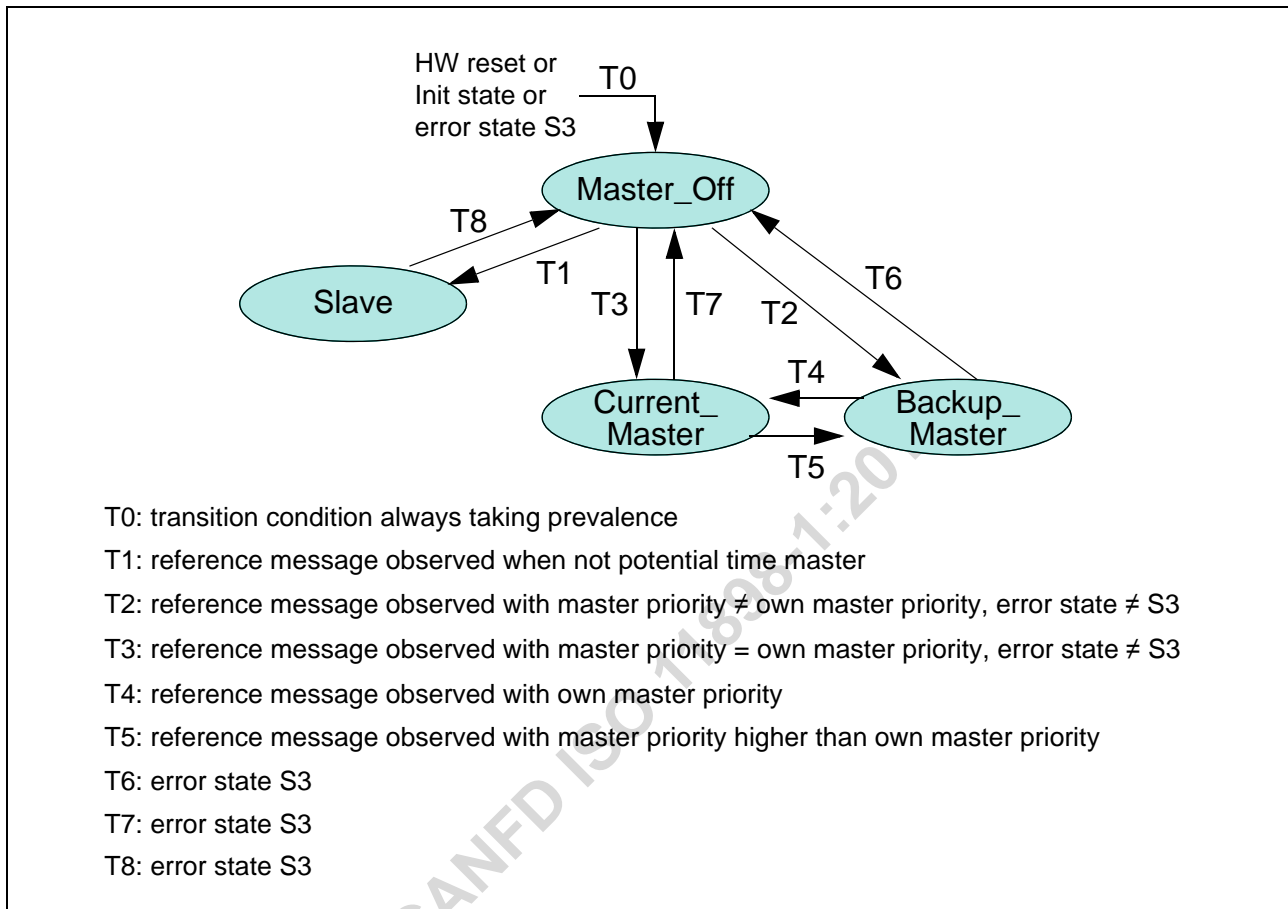 HW reset or
Init state or
error state S3
T0
Master_Off
T8
T1
Slave
T3
T7
T2
T6
T4
Current_
Master
Backup_
Master
T5
T0: transition condition always taking prevalence
T1: reference message observed when not potential time master
T2: reference message observed with master priority ≠ own master priority, error state ≠ S3
T3: reference message observed with master priority = own master priority, error state ≠ S3
T4: reference message observed with own master priority
T5: reference message observed with master priority higher than own master priority
T6: error state S3
T7: error state S3
T8: error state S3
CANFD ISO 11898-1:201